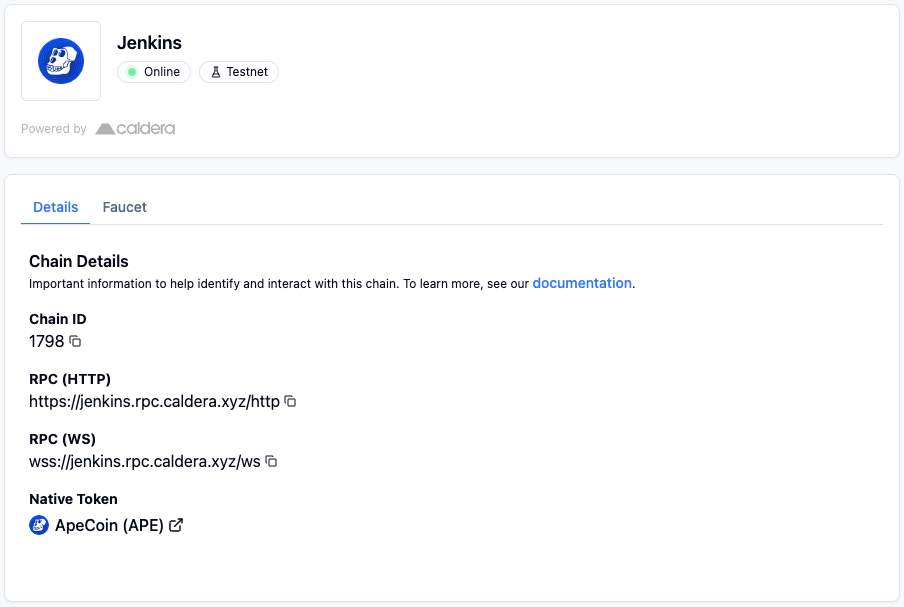 Jenkins
Online
Testnet
Powered by caldera
Details Faucet
Chain Details
Important information to help identify and interact with this chain. To learn more, see our documentation.
Chain ID
1798
RPC (HTTP)
https://jenkins.rpc.caldera.xyz/http
RPC (WS)
wss://jenkins.rpc.caldera.xyz/ws
Native Token
ApeCoin (APE)